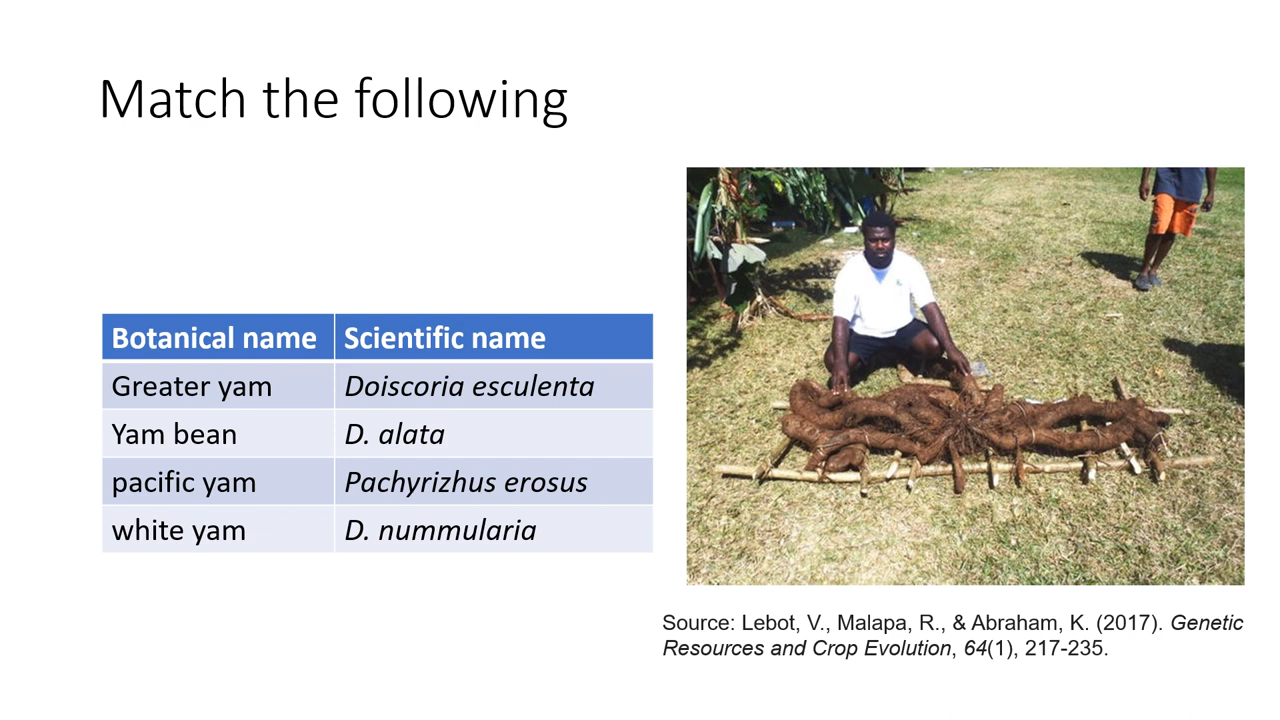 Match the following
Botanical name Scientific name
Greater yam Doiscoria esculenta
Yam bean D. alata
pacific yam Pachyrizhus erosus
white yam D. nummularia
Source: Lebot, V., Malapa, R., & Abraham, K. (2017). Genetic
Resources and Crop Evolution, 64(1), 217-235.